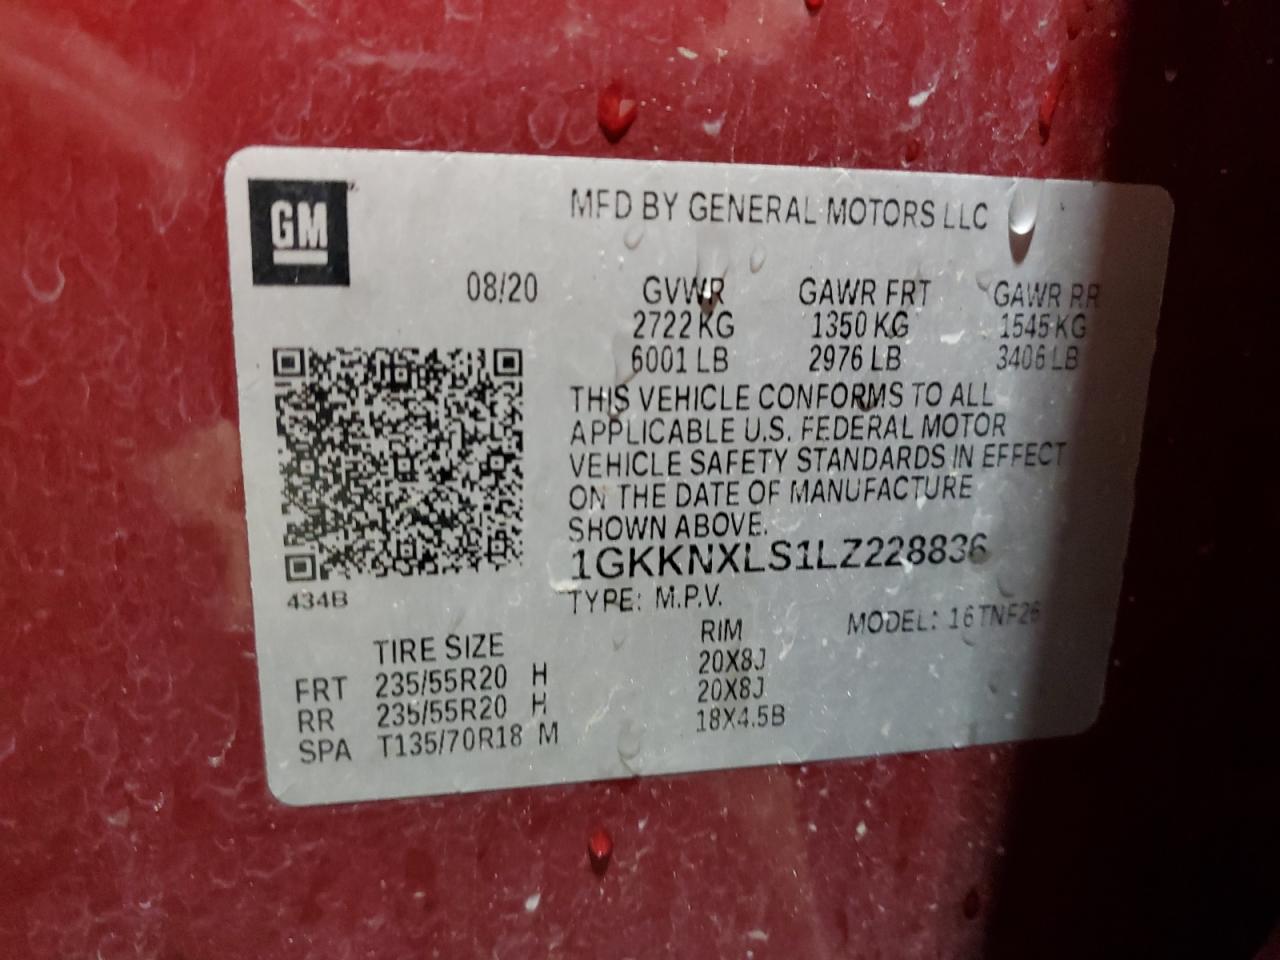 GM
MFD BY GENERAL MOTORS LLC
08/20
GVWR GAWR FRT GAWR RR
2722 KG 1350 KG 1545 KG
6001 LB 2976 LB 3406 LB
THIS VEHICLE CONFORMS TO ALL
APPLICABLE U.S. FEDERAL MOTOR
VEHICLE SAFETY STANDARDS IN EFFECT
ON THE DATE OF MANUFACTURE
SHOWN ABOVE.
1GKKNXLS1LZ228836
434B
TYPE: M.P.V. MODEL: 16TNF26
TIRE SIZE RIM
FRT 235/55R20 H 20X8J
RR 235/55R20 H 20X8J
SPA T135/70R18 M 18X4.5B